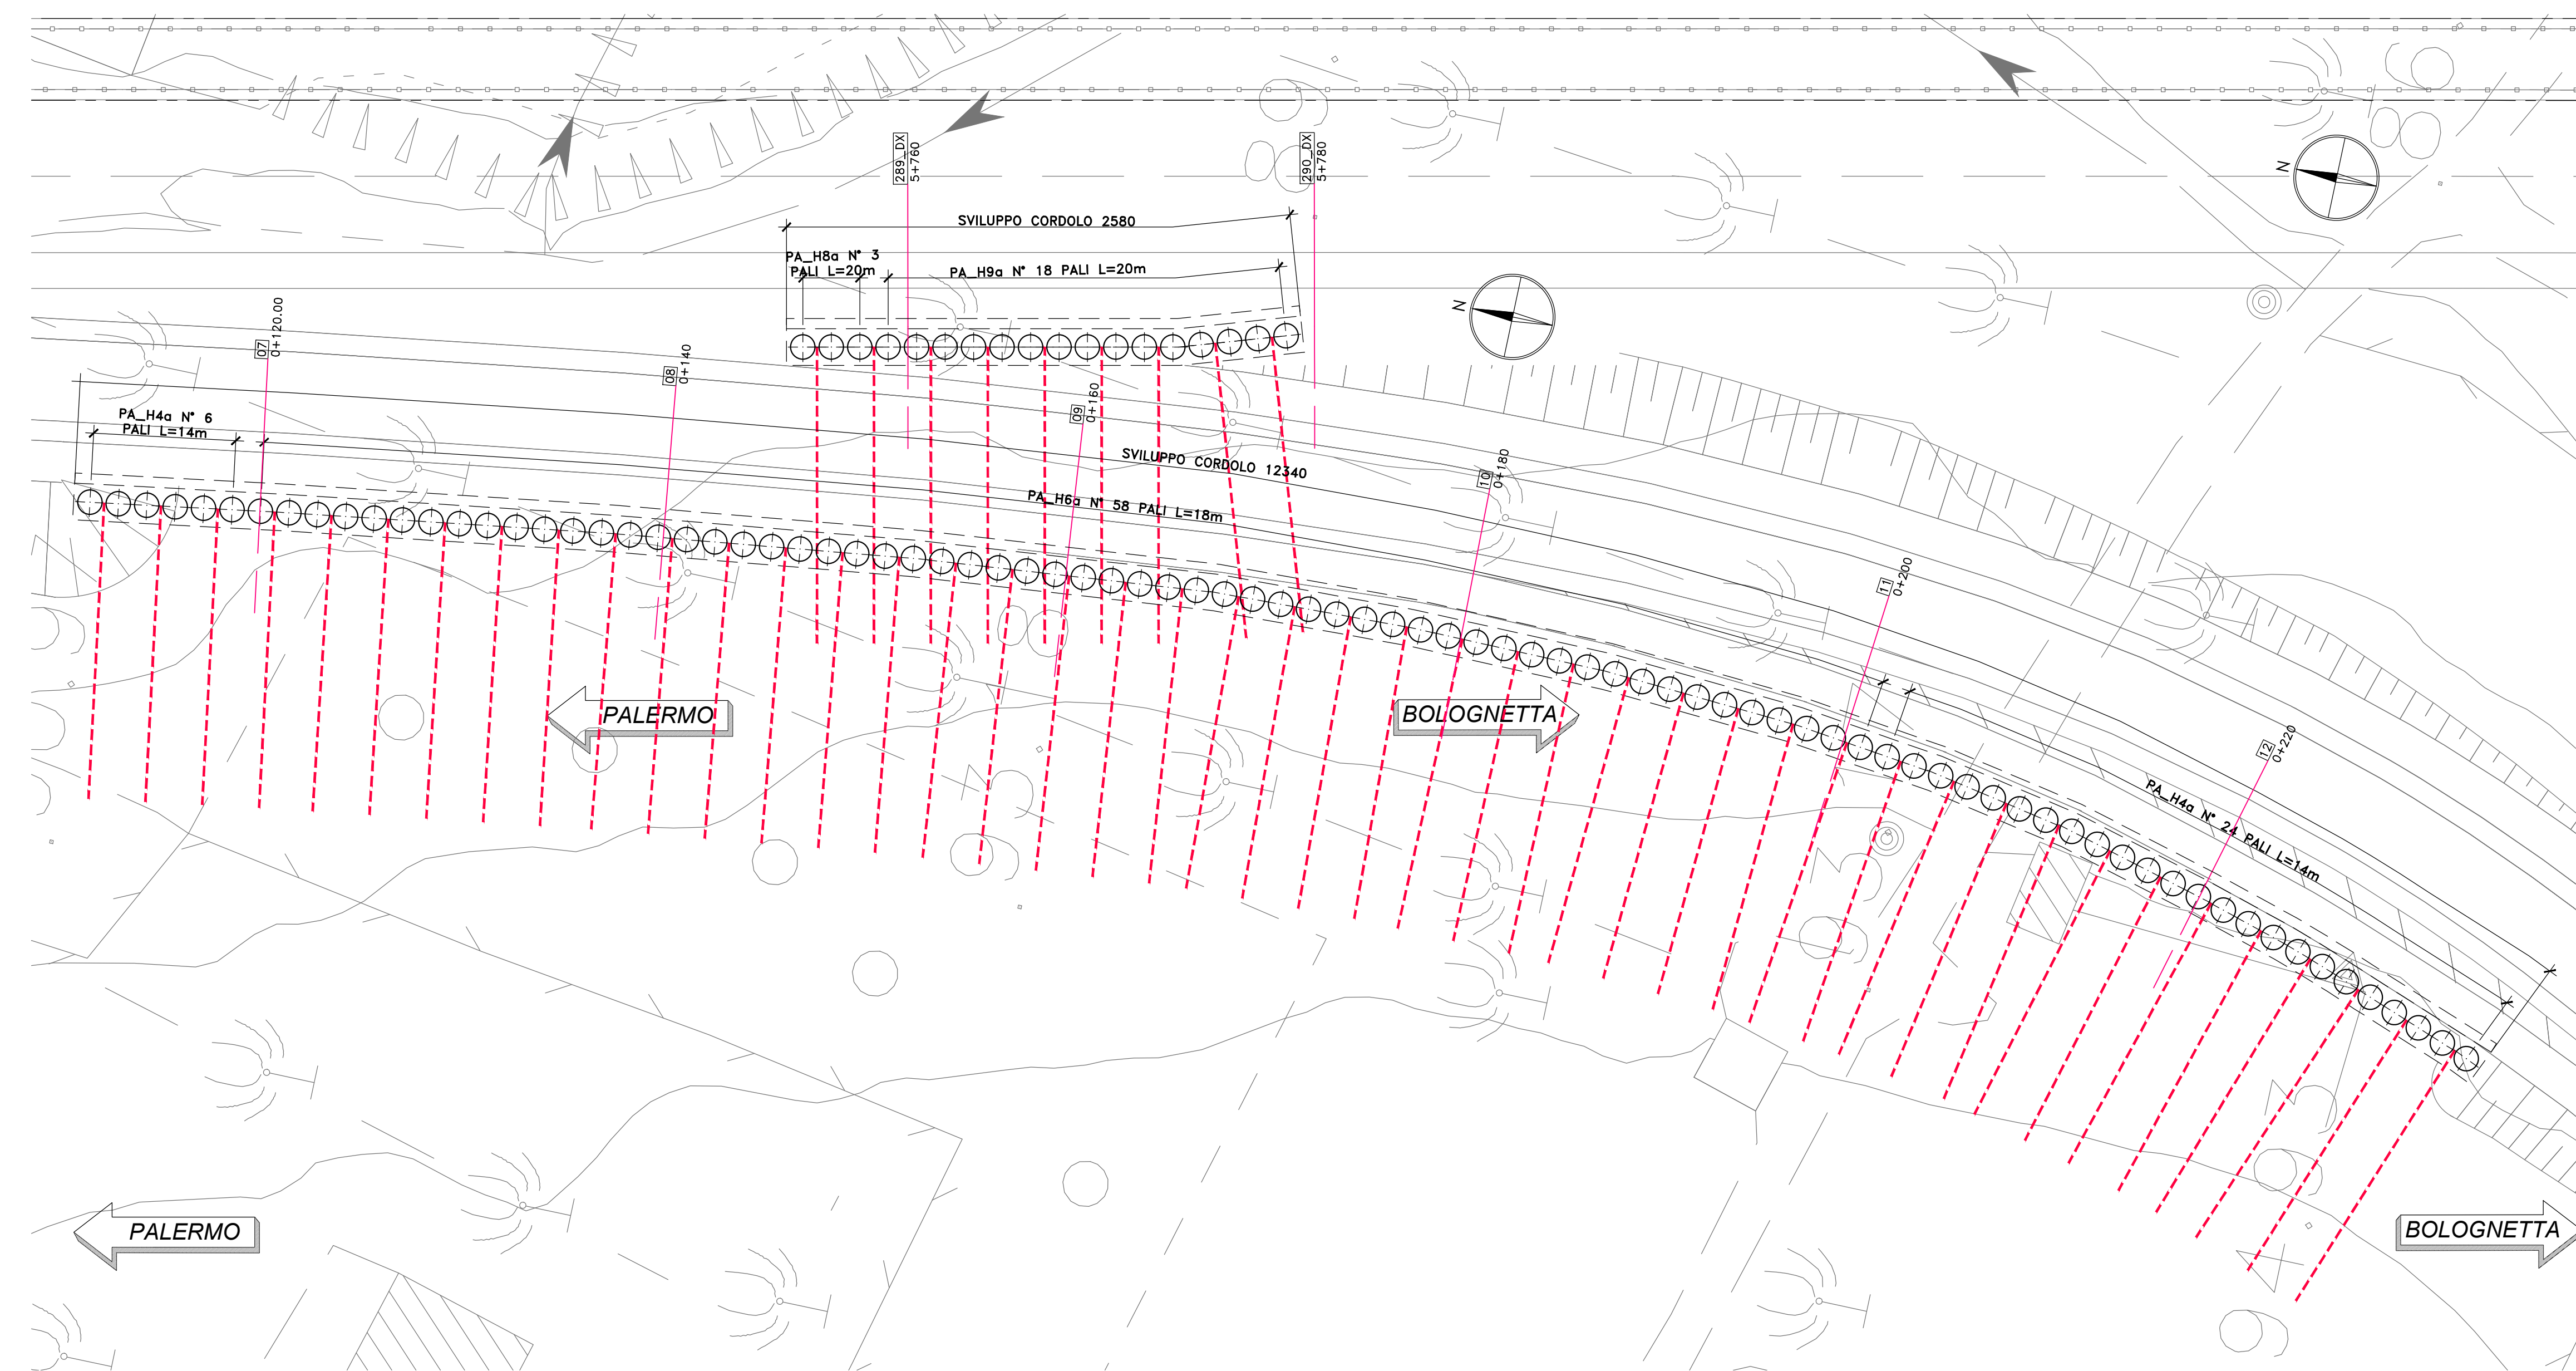 289_DX
5+760
290_DX
5+780
N
SVILUPPO CORDOLO 2580
PA_H8a N° 3
PALI L=20m
PA_H9a N° 18 PALI L=20m
N
07
0+120.00
08
0+140
09
0+160
PA_H4a N° 6
PALI L=14m
SVILUPPO CORDOLO 12340
10
0+180
PA_H6a N° 58 PALI L=18m
11
0+200
PALERMO
BOLOGNETTA
12
0+220
PA_H4a N° 24 PALI L=14m
PALERMO
BOLOGNETTA